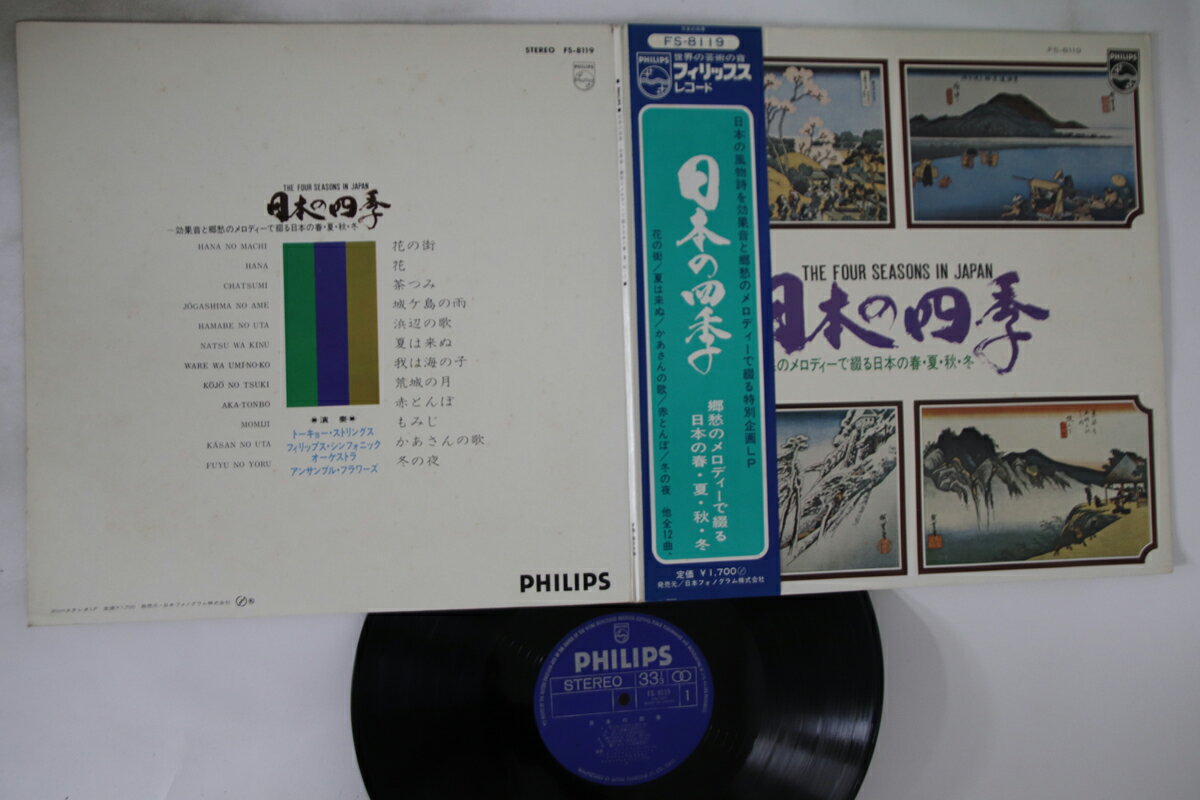 STEREO FS-8119
PHILIPS
THE FOUR SEASONS IN JAPAN
日本の四季
－効果音と郷愁のメロディーで綴る日本の春・夏・秋・冬
HANA NO MACHI 花の街
HANA 花
CHATSUMI 茶つみ
JŌGASHIMA NO AME 城ケ島の雨
HAMABE NO UTA 浜辺の歌
NATSU WA KINU 夏は来ぬ
WARE WA UMI-NO-KO 我は海の子
KŌJŌ NO TSUKI 荒城の月
AKA-TONBO 赤とんぼ
MOMIJI もみじ
KĀSAN NO UTA かあさんの歌
FUYU NO YORU 冬の夜
演奏
トーキョー・ストリングス
フィリップス・シンフォニック
オーケストラ
アンサンブル・フラワーズ
PHILIPS
FS-8119
PHILIPS
世界の芸術の音
フィリップス
レコード
日本の風物詩を効果音と郷愁のメロディーで綴る特別企画LP
日本の四季
花の街／夏は来ぬ／かあさんの歌／赤とんぼ／冬の夜 他全12曲
郷愁のメロディーで綴る
日本の春・夏・秋・冬
定価 ¥1,700
発売元／日本フォノグラム株式会社
FS-8119
PHILIPS
THE FOUR SEASONS IN JAPAN
日本の四季
のメロディーで綴る日本の春・夏・秋・冬
PHILIPS
STEREO 33 1/3
FS-8119
1
日本の四季